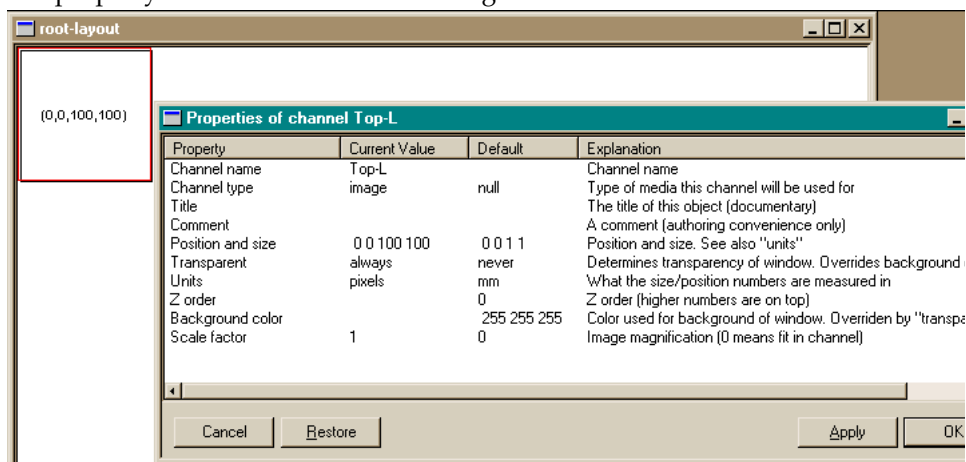 root-layout
(0,0,100,100)
Properties of channel Top-L
Property Current Value Default Explanation
Channel name Top-L Channel name
Channel type image null Type of media this channel will be used for
Title The title of this object (documentary)
Comment A comment (authoring convenience only)
Position and size 0 0 100 100 0 0 1 1 Position and size. See also "units"
Transparent always never Determines transparency of window. Overrides background
Units pixels mm What the size/position numbers are measured in
Z order 0 Z order (higher numbers are on top)
Background color 255 255 255 Color used for background of window. Overriden by "transpa
Scale factor 1 0 Image magnification (0 means fit in channel)
Cancel Restore Apply OK